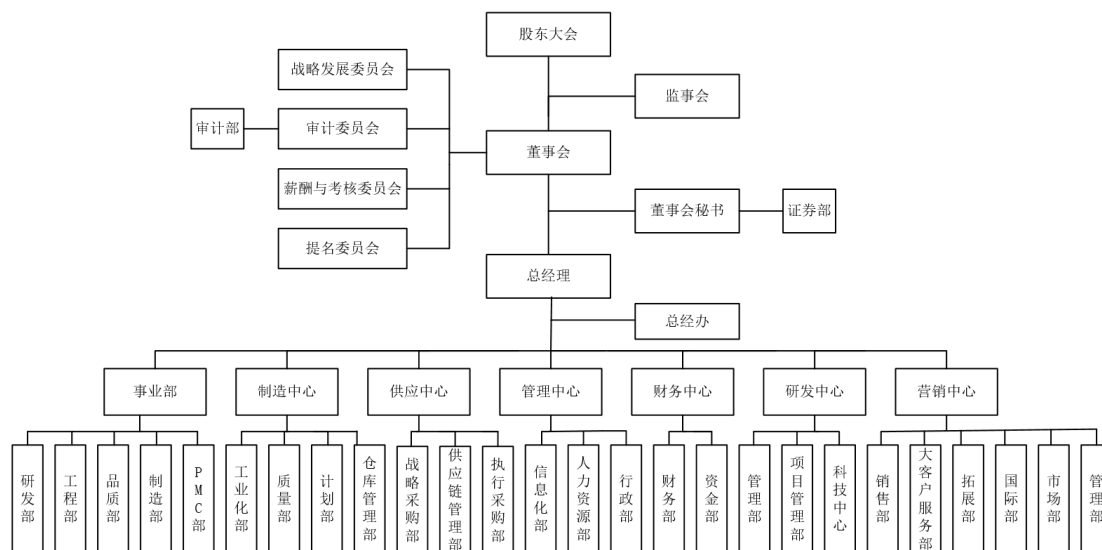 股东大会
战略发展委员会
监事会
审计部
审计委员会
董事会
薪酬与考核委员会
董事会秘书
证券部
提名委员会
总经理
总经办
事业部
制造中心
供应中心
管理中心
财务中心
研发中心
营销中心
研发部
工程部
品质部
制造部
PMC部
工业化部
质量部
计划部
仓库管理部
战略采购部
供应链管理部
执行采购部
信息化部
人力资源部
行政部
财务部
资金部
管理部
项目管理部
科技中心
销售部
大客户服务部
拓展部
国际部
市场部
管理部